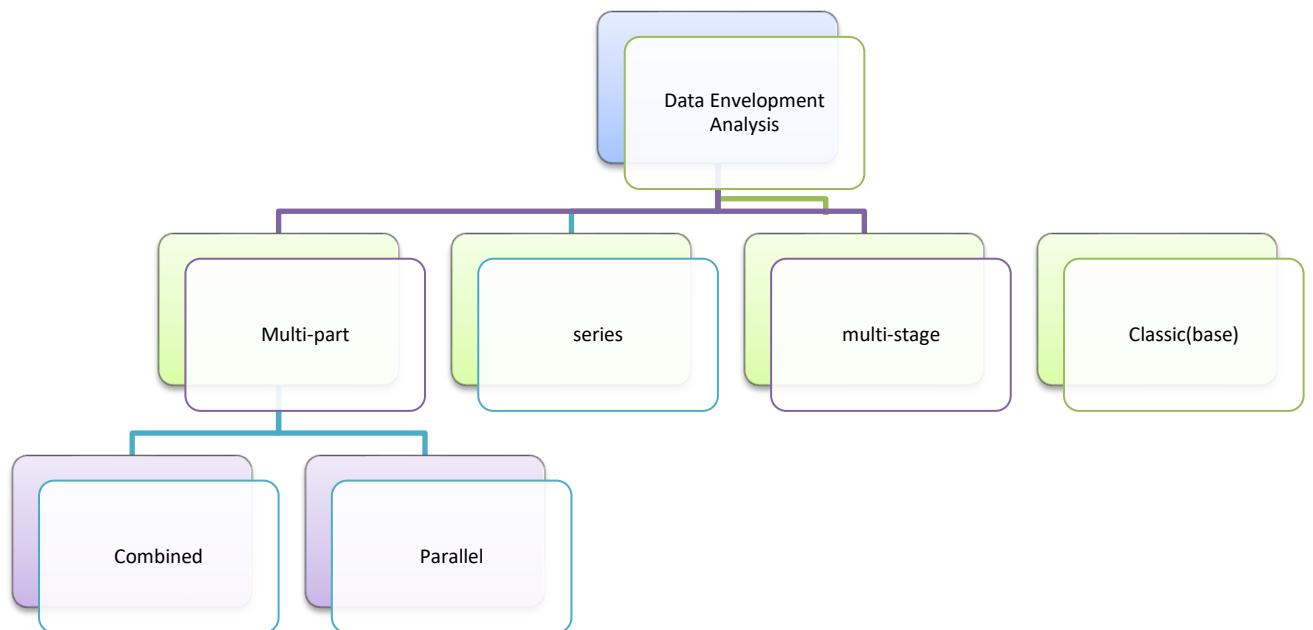 Data Envelopment
Analysis
Multi-part
series
multi-stage
Classic(base)
Combined
Parallel